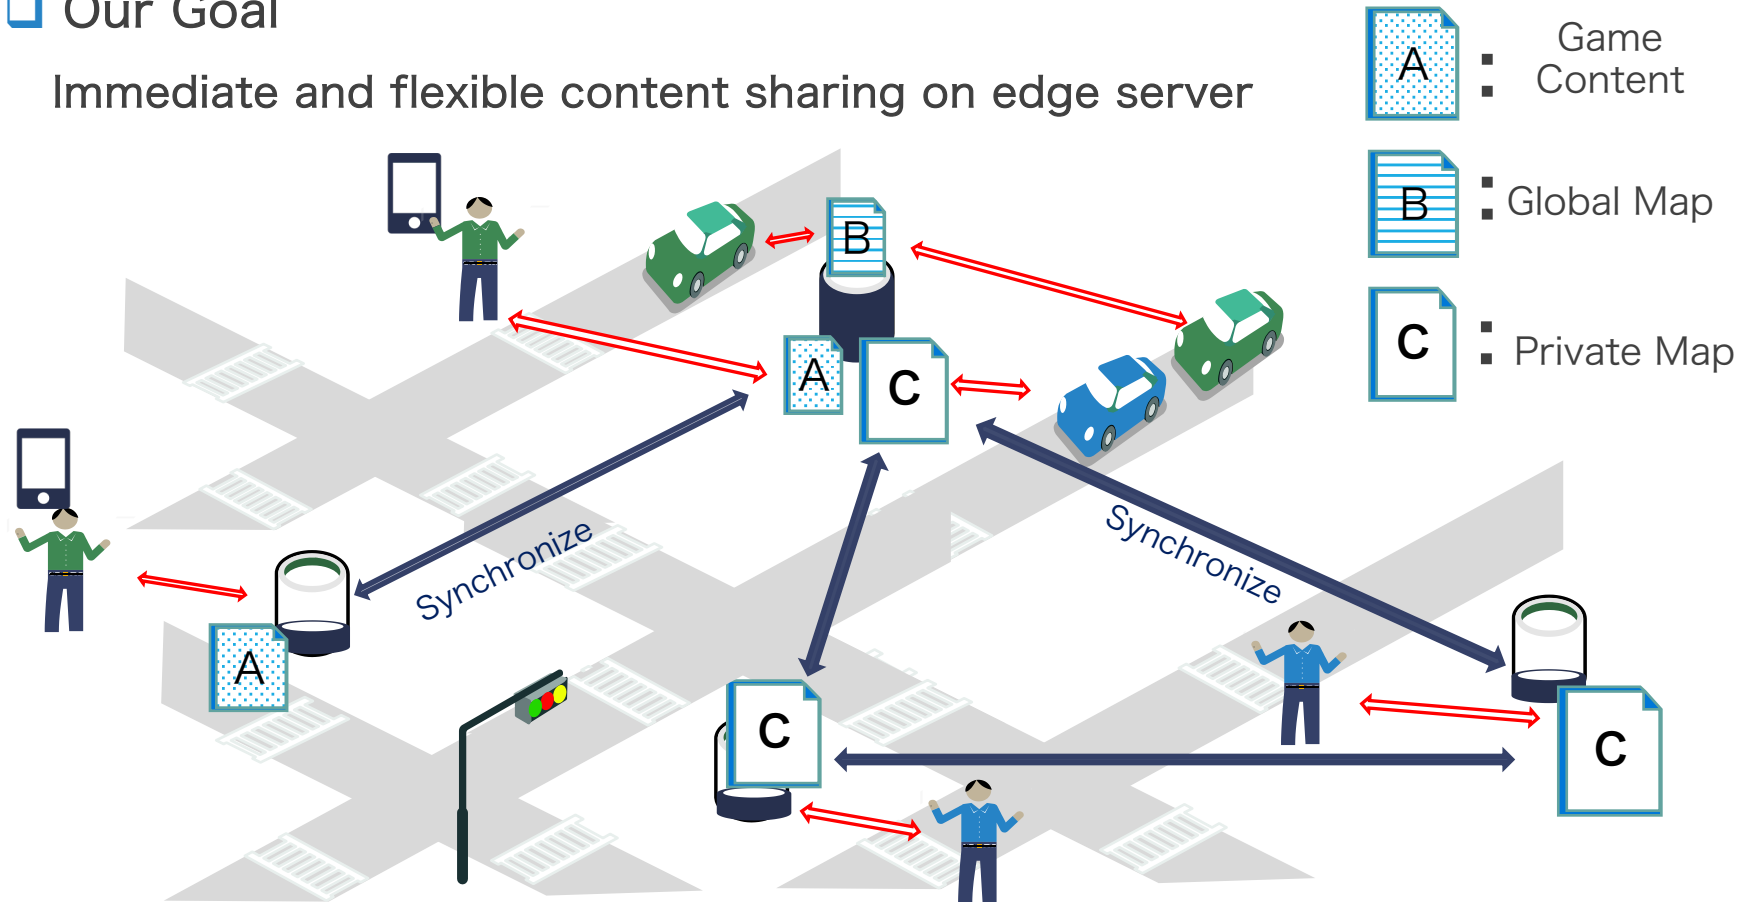 Our Goal
Immediate and flexible content sharing on edge server
A : Game
Content
B : Global Map
C : Private Map
B
A
C
Synchronize
Synchronize
A
C
C